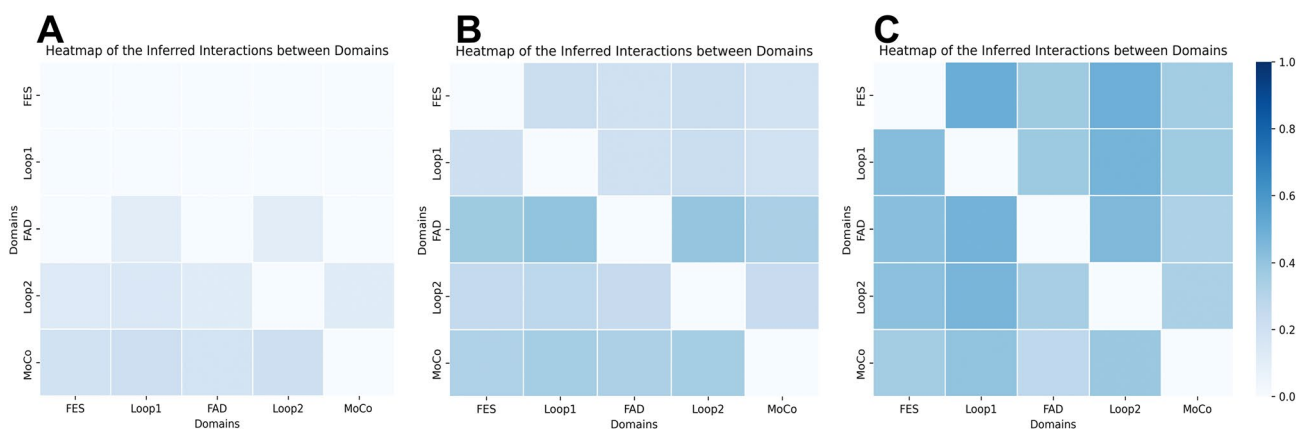 A
Heatmap of the Inferred Interactions between Domains
Domains
FES
Loop1
FAD
Loop2
MoCo
FES Loop1 FAD Loop2 MoCo
Domains
B
Heatmap of the Inferred Interactions between Domains
Domains
FES
Loop1
FAD
Loop2
MoCo
FES Loop1 FAD Loop2 MoCo
Domains
C
Heatmap of the Inferred Interactions between Domains
Domains
FES
Loop1
FAD
Loop2
MoCo
FES Loop1 FAD Loop2 MoCo
Domains
1.0
0.8
0.6
0.4
0.2
0.0